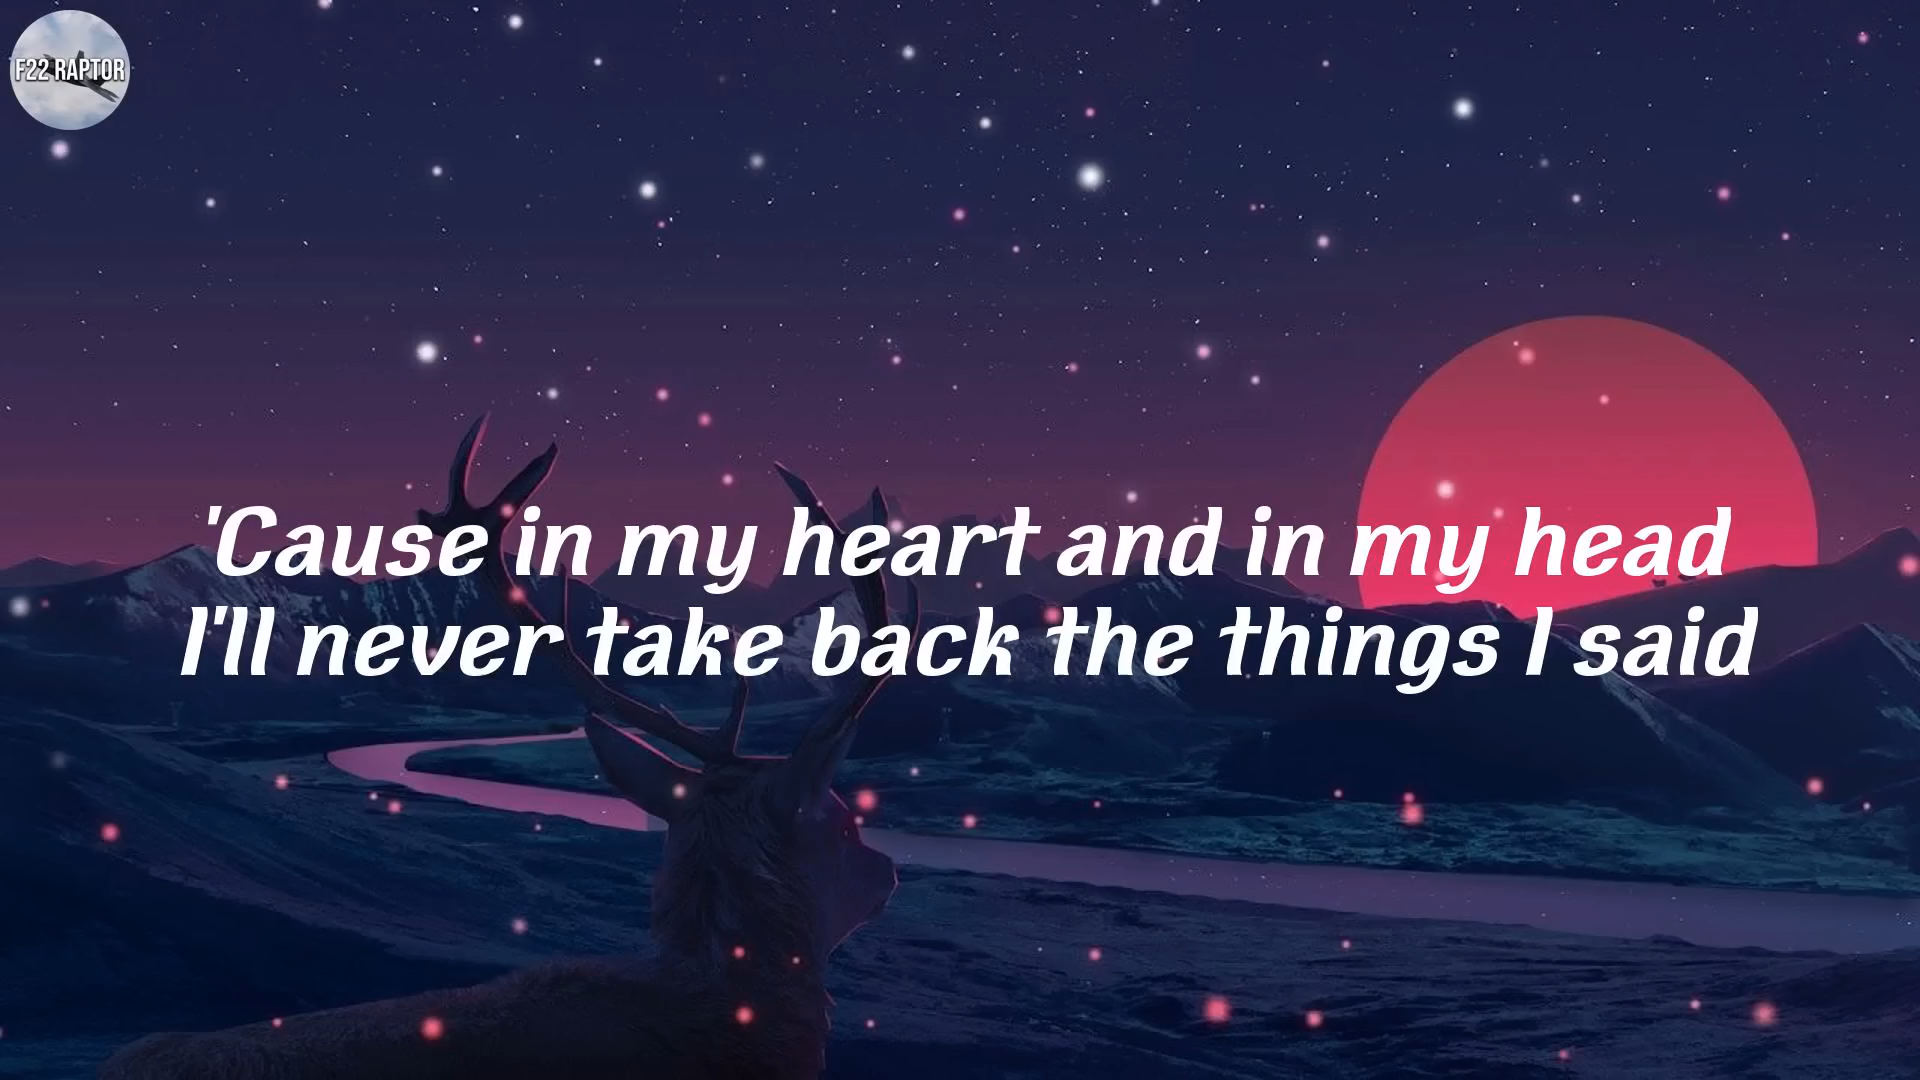 F22 RAPTOR
'Cause in my heart and in my head
I'll never take back the things I said